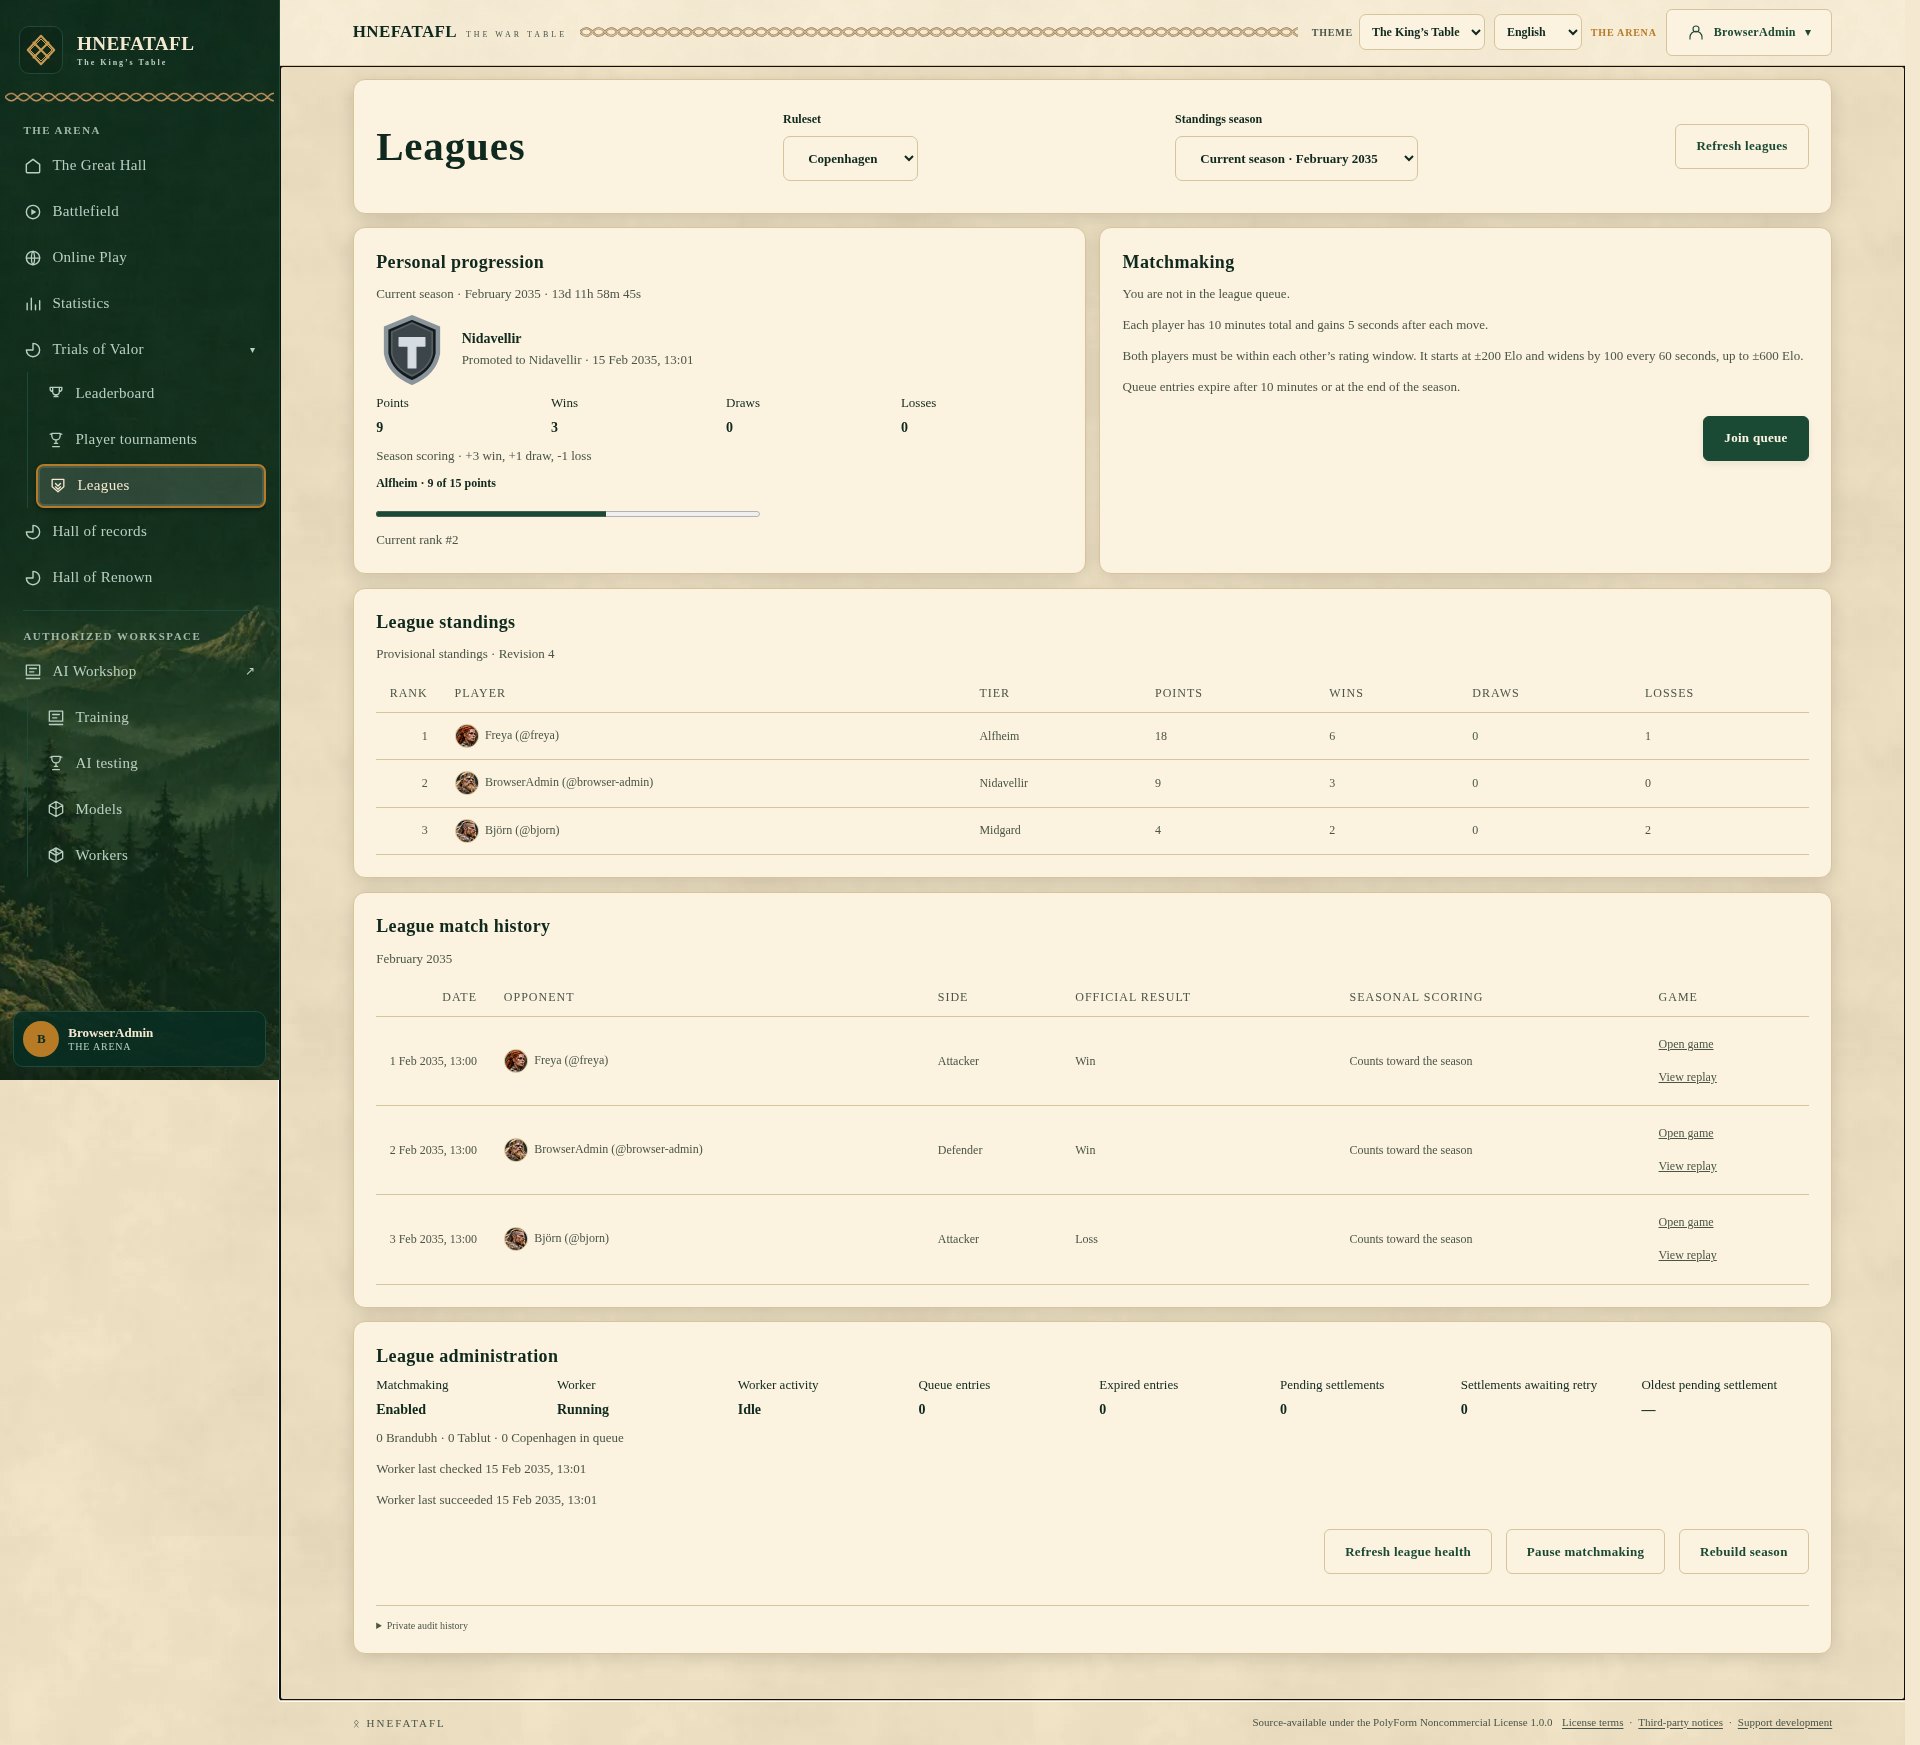 HNEFATAFL
The King's Table
THE ARENA
The Great Hall
Battlefield
Online Play
Statistics
Trials of Valor ▾
Leaderboard
Player tournaments
Leagues
Hall of records
Hall of Renown
AUTHORIZED WORKSPACE
AI Workshop ↗
Training
AI testing
Models
Workers
B
BrowserAdmin
THE ARENA
HNEFATAFL THE WAR TABLE
THEME The King’s Table English THE ARENA BrowserAdmin ▾
Leagues
Ruleset
Copenhagen
Standings season
Current season · February 2035
Refresh leagues
Personal progression
Current season · February 2035 · 13d 11h 58m 45s
T
Nidavellir
Promoted to Nidavellir · 15 Feb 2035, 13:01
Points Wins Draws Losses
9 3 0 0
Season scoring · +3 win, +1 draw, -1 loss
Alfheim · 9 of 15 points
Current rank #2
Matchmaking
You are not in the league queue.
Each player has 10 minutes total and gains 5 seconds after each move.
Both players must be within each other’s rating window. It starts at ±200 Elo and widens by 100 every 60 seconds, up to ±600 Elo.
Queue entries expire after 10 minutes or at the end of the season.
Join queue
League standings
Provisional standings · Revision 4
RANK PLAYER TIER POINTS WINS DRAWS LOSSES
1 Freya (@freya) Alfheim 18 6 0 1
2 BrowserAdmin (@browser-admin) Nidavellir 9 3 0 0
3 Björn (@bjorn) Midgard 4 2 0 2
League match history
February 2035
DATE OPPONENT SIDE OFFICIAL RESULT SEASONAL SCORING GAME
1 Feb 2035, 13:00 Freya (@freya) Attacker Win Counts toward the season Open game
View replay
2 Feb 2035, 13:00 BrowserAdmin (@browser-admin) Defender Win Counts toward the season Open game
View replay
3 Feb 2035, 13:00 Björn (@bjorn) Attacker Loss Counts toward the season Open game
View replay
League administration
Matchmaking Worker Worker activity Queue entries Expired entries Pending settlements Settlements awaiting retry Oldest pending settlement
Enabled Running Idle 0 0 0 0 —
0 Brandubh · 0 Tablut · 0 Copenhagen in queue
Worker last checked 15 Feb 2035, 13:01
Worker last succeeded 15 Feb 2035, 13:01
Refresh league health Pause matchmaking Rebuild season
▶ Private audit history
ᛟ HNEFATAFL
Source-available under the PolyForm Noncommercial License 1.0.0 License terms · Third-party notices · Support development